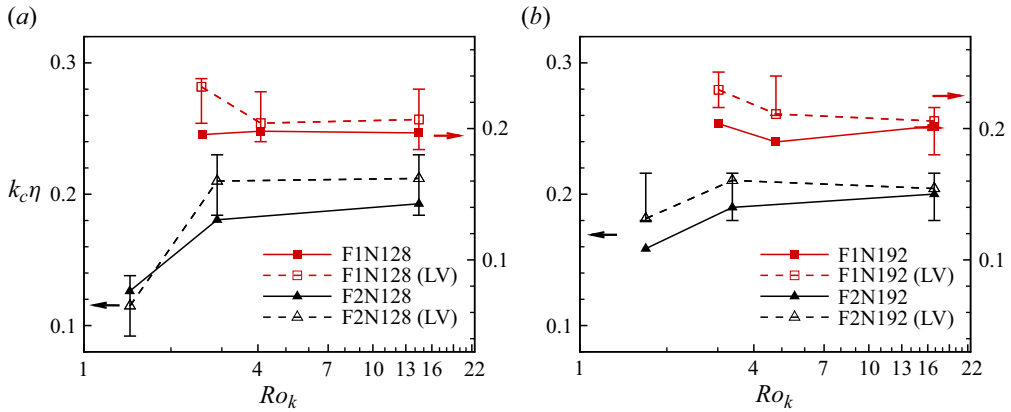 (a)
(b)
0.3
0.2
0.1
k_cη
0.2
0.1
F1N128
F1N128 (LV)
F2N128
F2N128 (LV)
1
4
7
10
13
16
22
Ro_k
0.3
0.2
0.1
0.2
0.1
F1N192
F1N192 (LV)
F2N192
F2N192 (LV)
1
4
7
10
13
16
22
Ro_k